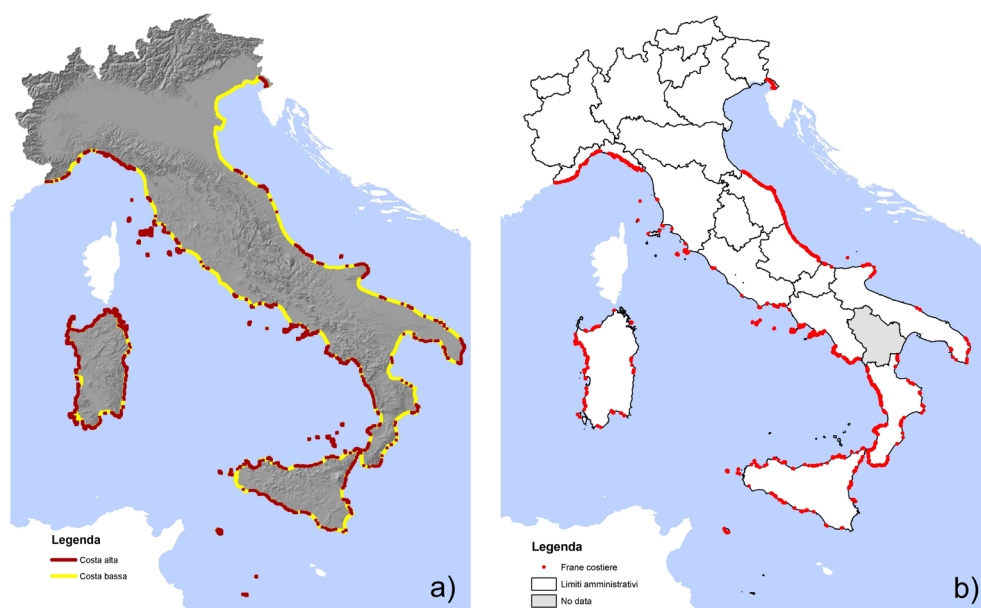 Legenda
Costa alta
Costa bassa
a)
Legenda
Frane costiere
Limiti amministrativi
No data
b)